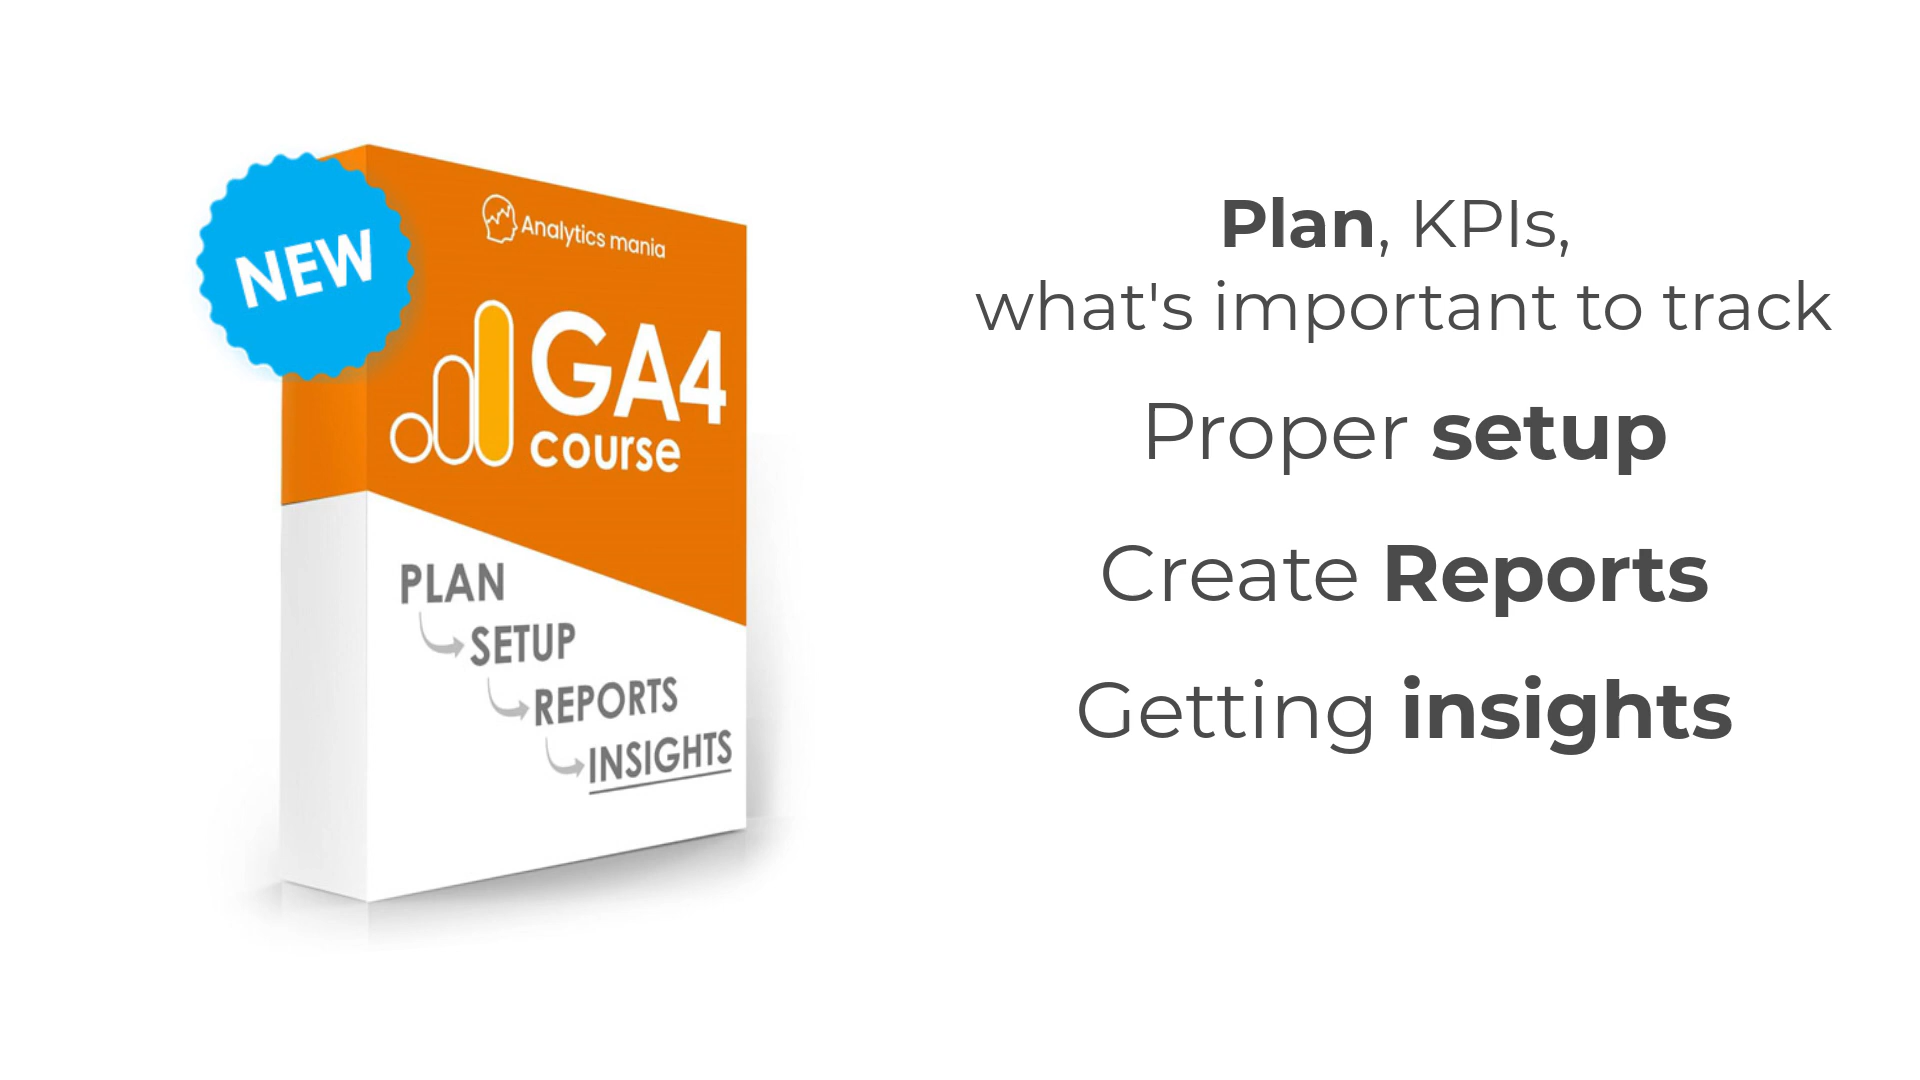 NEW
Analytics mania
GA4
course
PLAN
SETUP
REPORTS
INSIGHTS
Plan, KPIs,
what's important to track
Proper setup
Create Reports
Getting insights